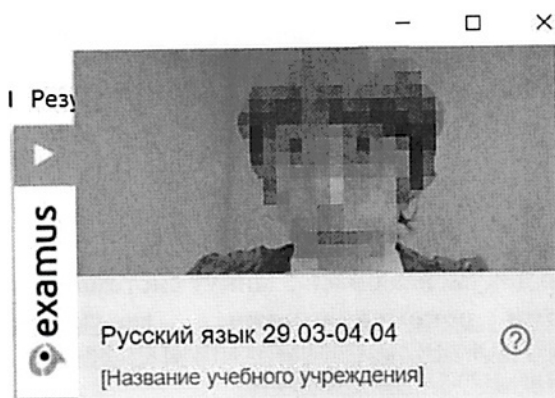 Резу
examus
Русский язык 29.03-04.04
[Название учебного учреждения]